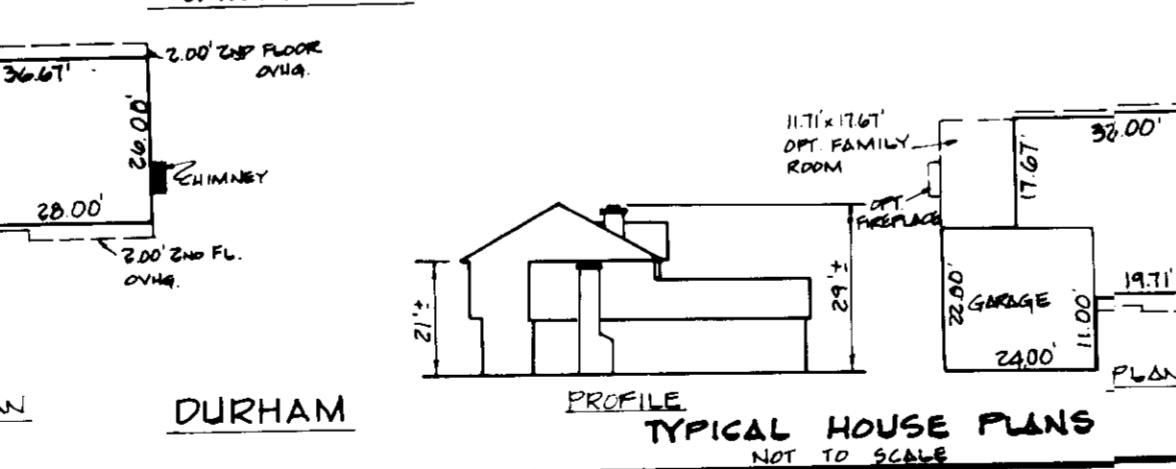 2.00' 2ND FLOOR
OVHG.
36.67'
26.00'
CHIMNEY
28.00'
2.00' 2ND FL.
OVHG.
DURHAM
21'±
29'±
PROFILE
11.71' x 17.67'
OPT. FAMILY
ROOM
OPT.
FIREPLACE
17.67'
32.00'
22.80'
GARAGE
11.00'
19.71'
24.00'
PLAN
TYPICAL HOUSE PLANS
NOT TO SCALE